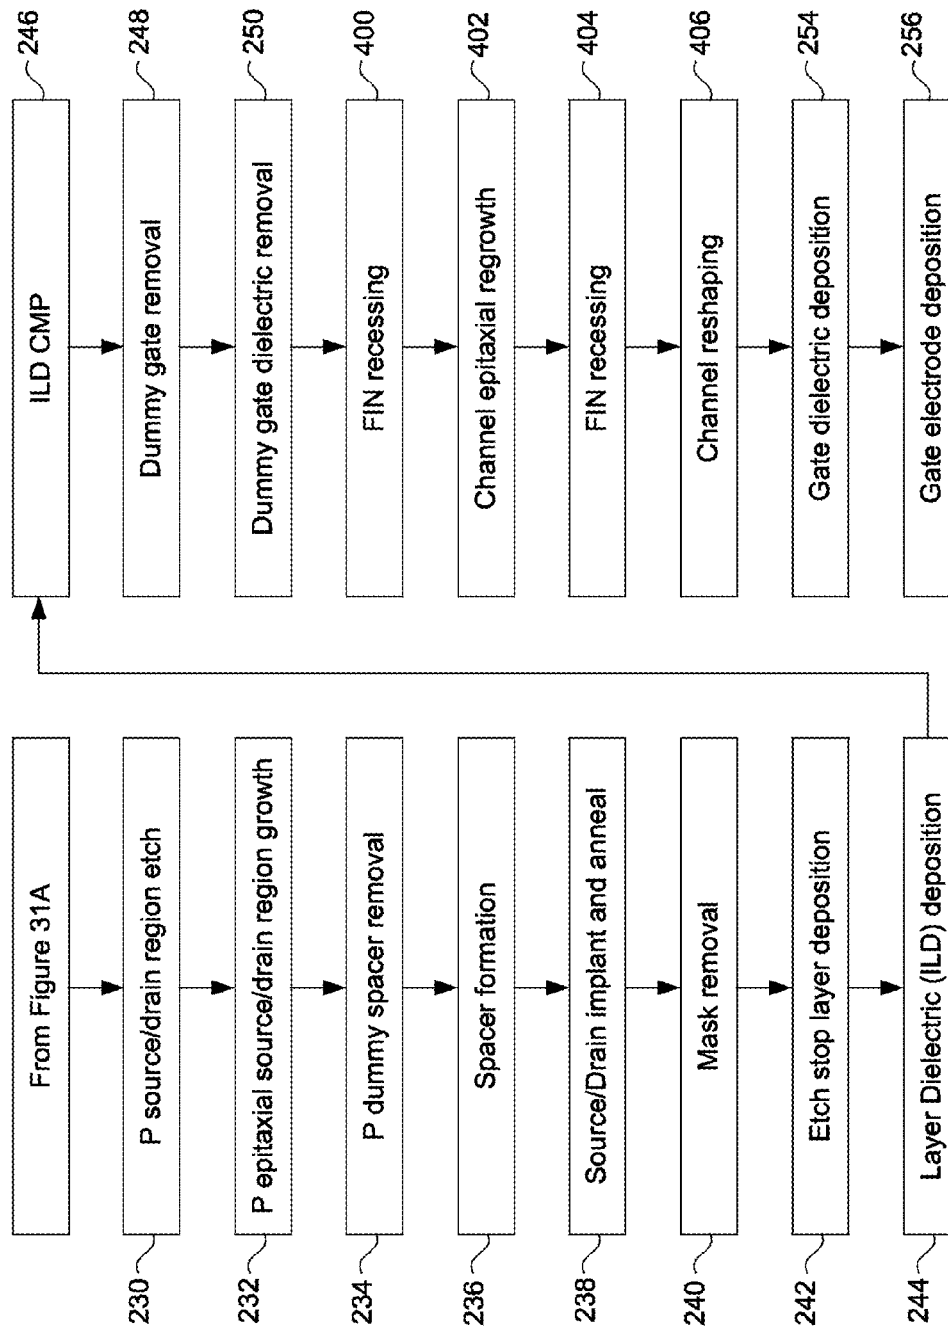 From Figure 31A
230
P source/drain region etch
232
P epitaxial source/drain region growth
234
P dummy spacer removal
236
Spacer formation
238
Source/Drain implant and anneal
240
Mask removal
242
Etch stop layer deposition
244
Layer Dielectric (ILD) deposition
ILD CMP
246
Dummy gate removal
248
Dummy gate dielectric removal
250
FIN recessing
400
Channel epitaxial regrowth
402
FIN recessing
404
Channel reshaping
406
Gate dielectric deposition
254
Gate electrode deposition
256